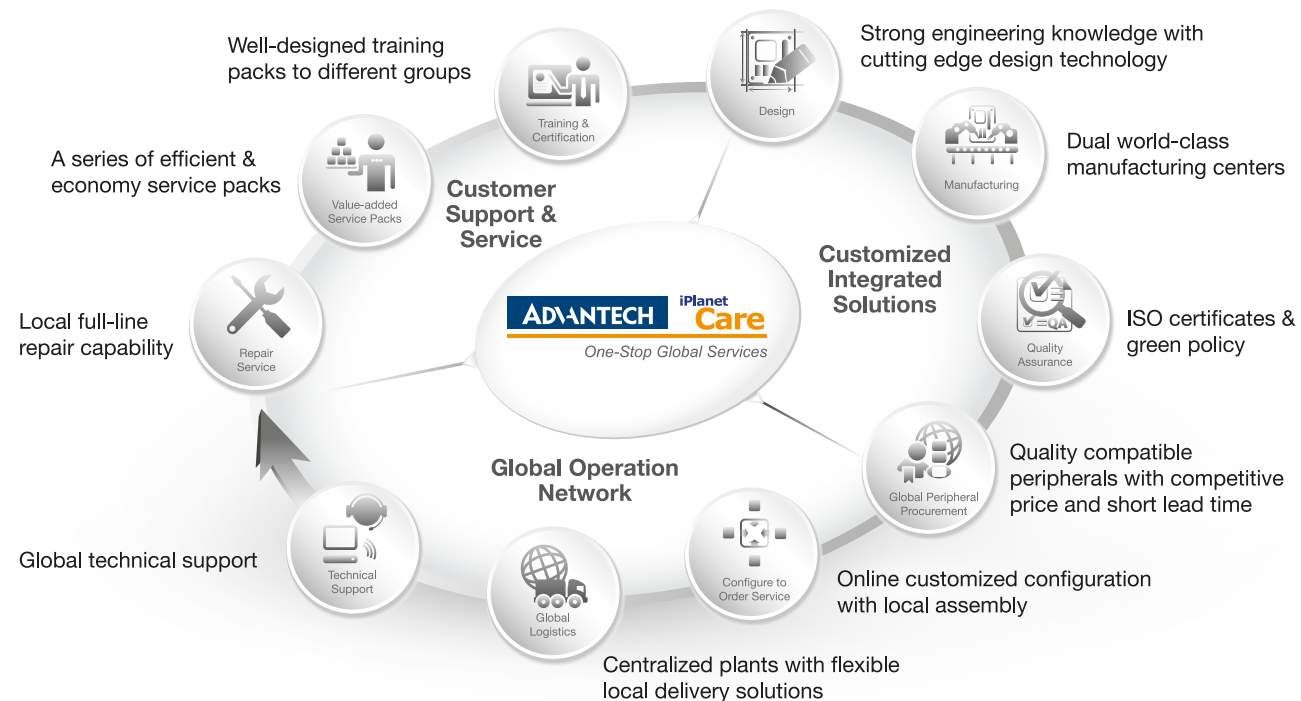 Well-designed training
packs to different groups
Training &
Certification
Design
Strong engineering knowledge with
cutting edge design technology
A series of efficient &
economy service packs
Value-added
Service Packs
Customer
Support &
Service
Manufacturing
Dual world-class
manufacturing centers
Customized
Integrated
Solutions
ADVANTECH
iPlanet
Care
One-Stop Global Services
Local full-line
repair capability
Repair
Service
QA
Quality
Assurance
ISO certificates &
green policy
Global Operation
Network
Global Peripheral
Procurement
Quality compatible
peripherals with competitive
price and short lead time
Global technical support
Technical
Support
Global
Logistics
Configure to
Order Service
Online customized configuration
with local assembly
Centralized plants with flexible
local delivery solutions